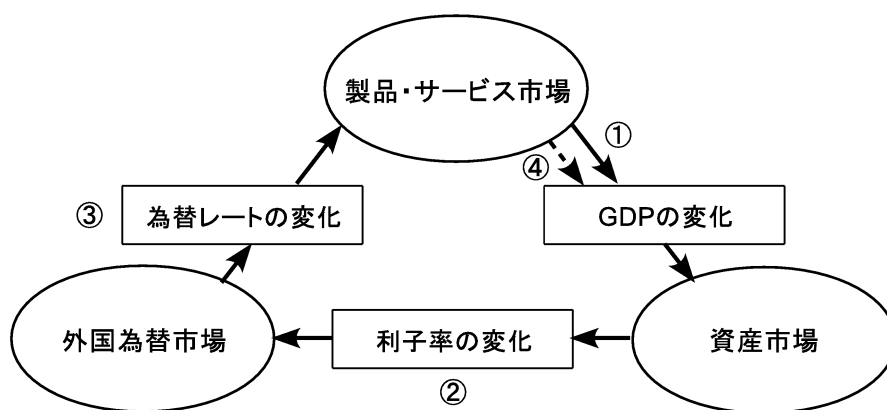 製品・サービス市場
①
④
③
為替レートの変化
GDPの変化
外国為替市場
利子率の変化
資産市場
②